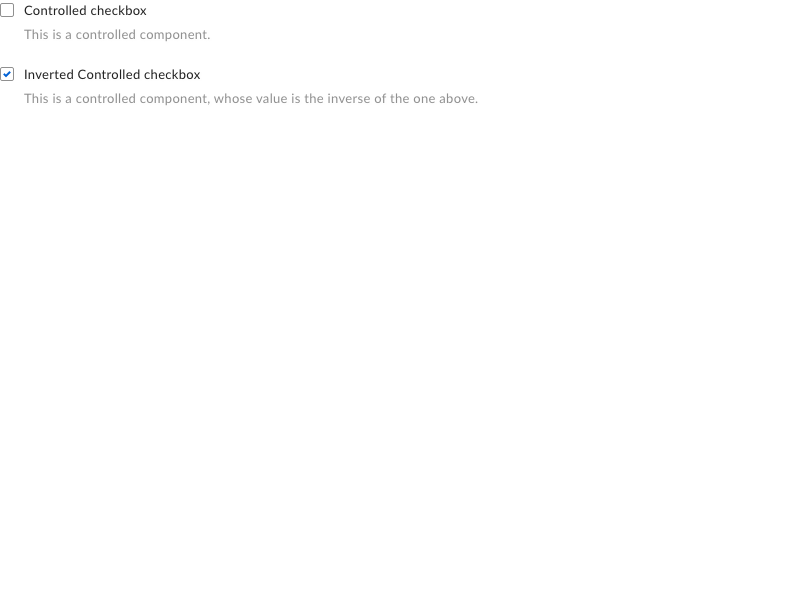 Controlled checkbox
This is a controlled component.
Inverted Controlled checkbox
This is a controlled component, whose value is the inverse of the one above.